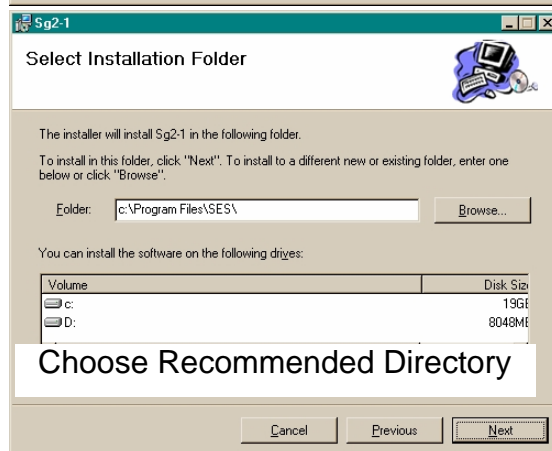 Sg2-1
Select Installation Folder
The installer will install Sg2-1 in the following folder.
To install in this folder, click "Next". To install to a different new or existing folder, enter one
below or click "Browse".
Folder: c:\Program Files\SES\ Browse...
You can install the software on the following drives:
Volume Disk Siz
c: 19G
D: 8048M
Choose Recommended Directory
Cancel Previous Next